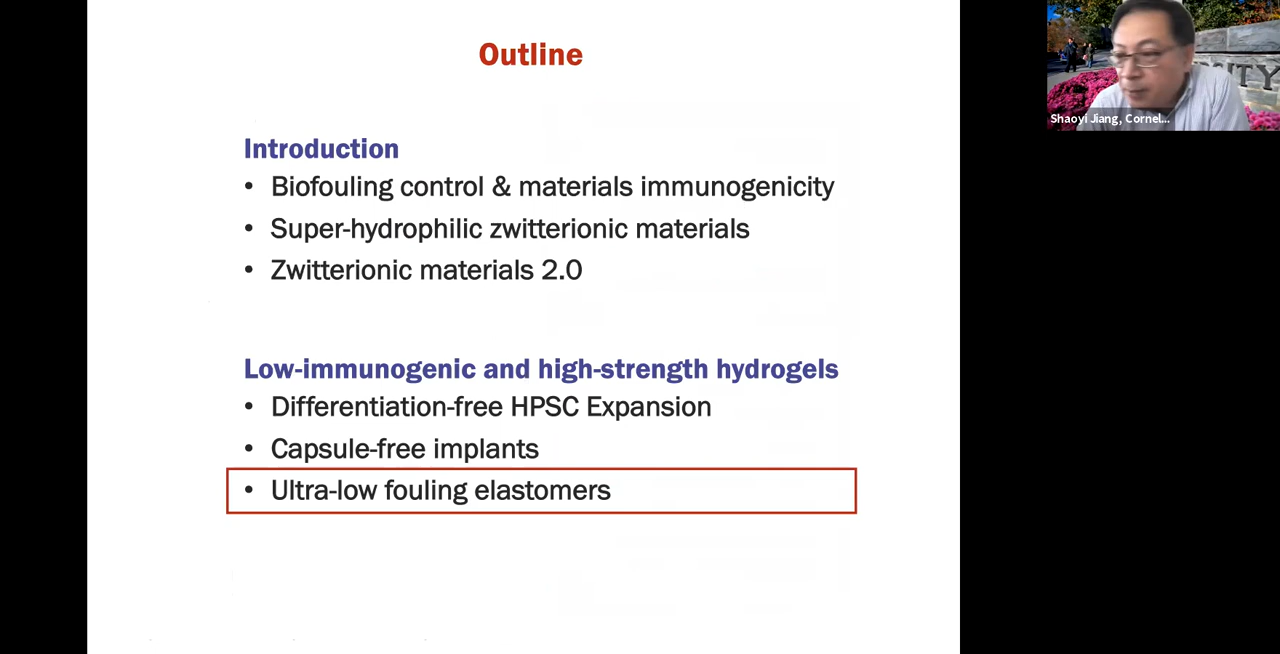 Outline
Introduction
• Biofouling control & materials immunogenicity
• Super-hydrophilic zwitterionic materials
• Zwitterionic materials 2.0
Low-immunogenic and high-strength hydrogels
• Differentiation-free HPSC Expansion
• Capsule-free implants
• Ultra-low fouling elastomers
Shaoyi Jiang, Cornel...